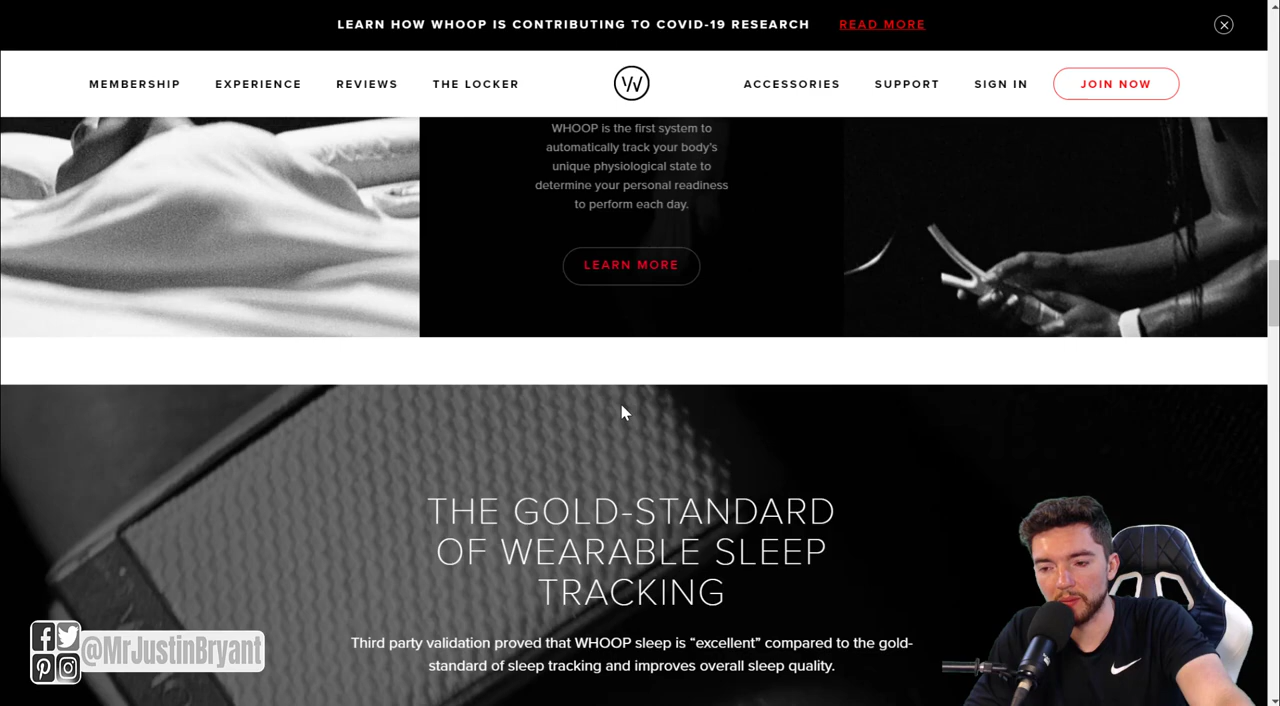 LEARN HOW WHOOP IS CONTRIBUTING TO COVID-19 RESEARCH READ MORE
MEMBERSHIP EXPERIENCE REVIEWS THE LOCKER W ACCESSORIES SUPPORT SIGN IN JOIN NOW
WHOOP is the first system to
automatically track your body's
unique physiological state to
determine your personal readiness
to perform each day.
LEARN MORE
THE GOLD-STANDARD
OF WEARABLE SLEEP
TRACKING
Third party validation proved that WHOOP sleep is “excellent” compared to the gold-
standard of sleep tracking and improves overall sleep quality.
@MrJustinBryant